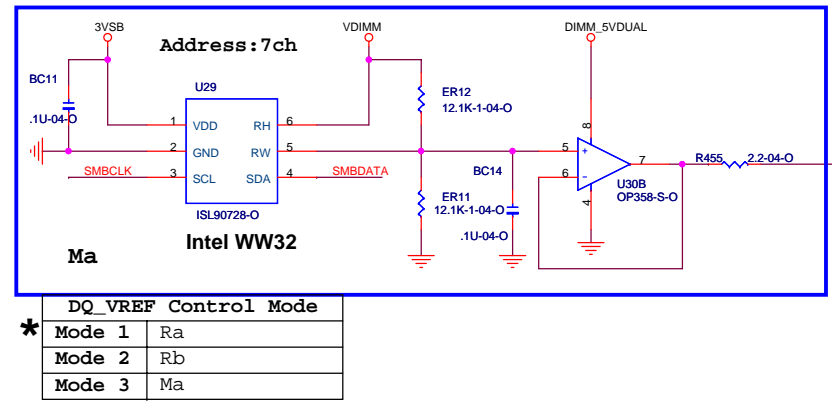 3VSB
VDIMM
DIMM_5VDUAL
Address:7ch
BC11
.1U-04-O
U29
1 VDD RH 6
2 GND RW 5
3 SCL SDA 4
SMBCLK
SMBDATA
ISL90728-O
Intel WW32
Ma
ER12
12.1K-1-04-O
ER11
12.1K-1-04-O
BC14
.1U-04-O
5 +
6 -
8
7
4
U30B
OP358-S-O
R455 2.2-04-O
DQ_VREF Control Mode
* Mode 1 Ra
Mode 2 Rb
Mode 3 Ma